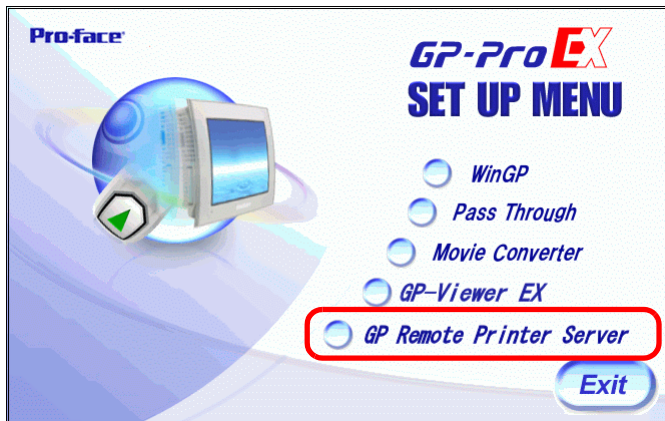 Pro-face
GP-Pro EX
SET UP MENU
WinGP
Pass Through
Movie Converter
GP-Viewer EX
GP Remote Printer Server
Exit